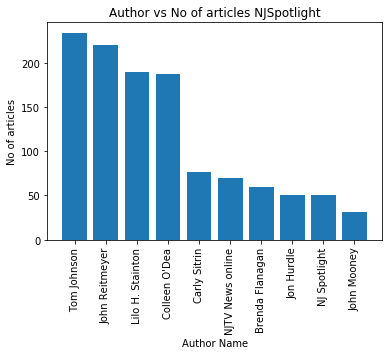 Author vs No of articles NJSpotlight
No of articles
200
150
100
50
0
Tom Johnson
John Reitmeyer
Lilo H. Stainton
Colleen O'Dea
Carly Sitrin
NJTV News online
Brenda Flanagan
Jon Hurdle
NJ Spotlight
John Mooney
Author Name